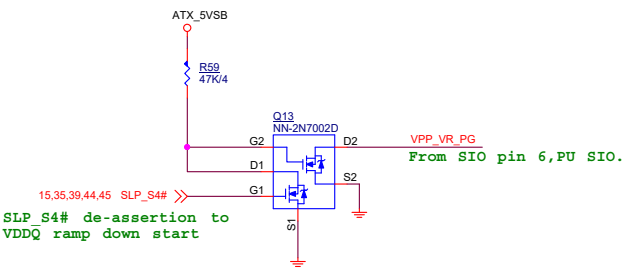 ATX_5VSB
R59
47K/4
Q13
NN-2N7002D
G2
D2
VPP_VR_PG
From SIO pin 6,PU SIO.
D1
S2
15,35,39,44,45 SLP_S4#
G1
SLP_S4# de-assertion to
VDDQ ramp down start
S1